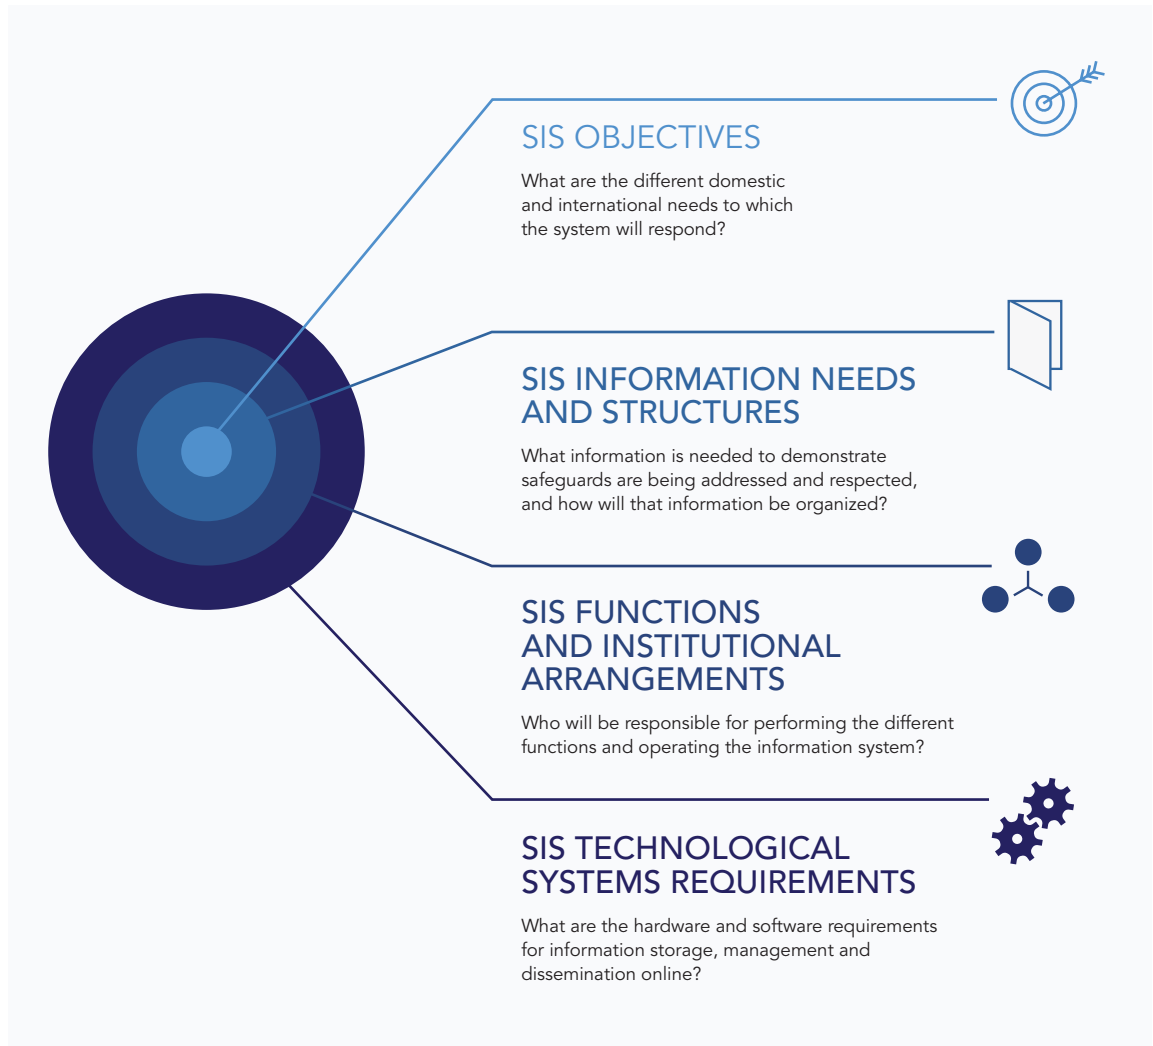 SIS OBJECTIVES
What are the different domestic
and international needs to which
the system will respond?
SIS INFORMATION NEEDS
AND STRUCTURES
What information is needed to demonstrate
safeguards are being addressed and respected,
and how will that information be organized?
SIS FUNCTIONS
AND INSTITUTIONAL
ARRANGEMENTS
Who will be responsible for performing the different
functions and operating the information system?
SIS TECHNOLOGICAL
SYSTEMS REQUIREMENTS
What are the hardware and software requirements
for information storage, management and
dissemination online?